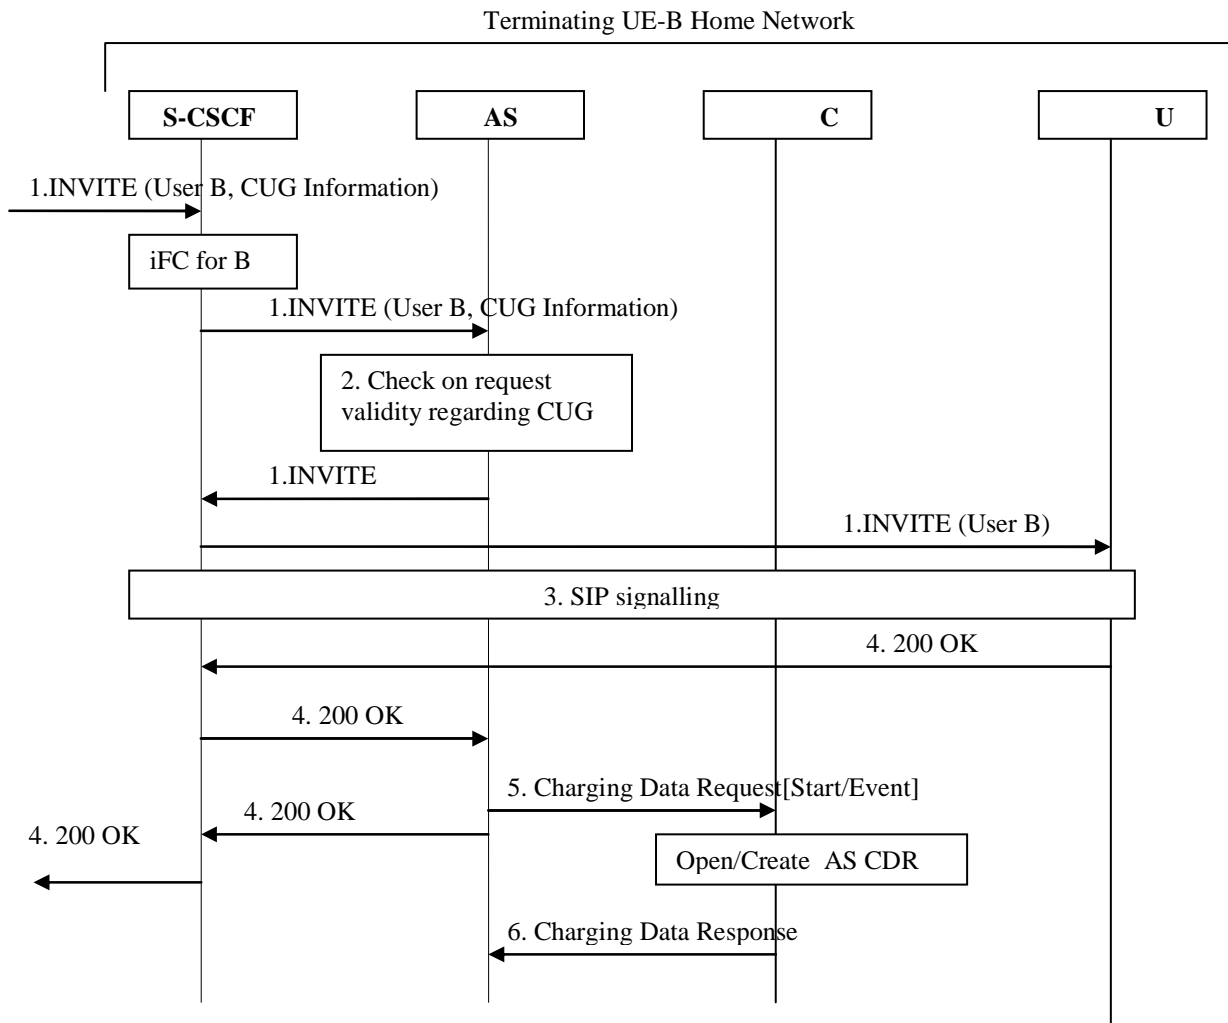 Terminating UE-B Home Network
S-CSCF
AS
C
U
1.INVITE (User B, CUG Information)
iFC for B
1.INVITE (User B, CUG Information)
2. Check on request
validity regarding CUG
1.INVITE
1.INVITE (User B)
3. SIP signalling
4. 200 OK
4. 200 OK
5. Charging Data Request[Start/Event]
4. 200 OK
4. 200 OK
Open/Create AS CDR
6. Charging Data Response